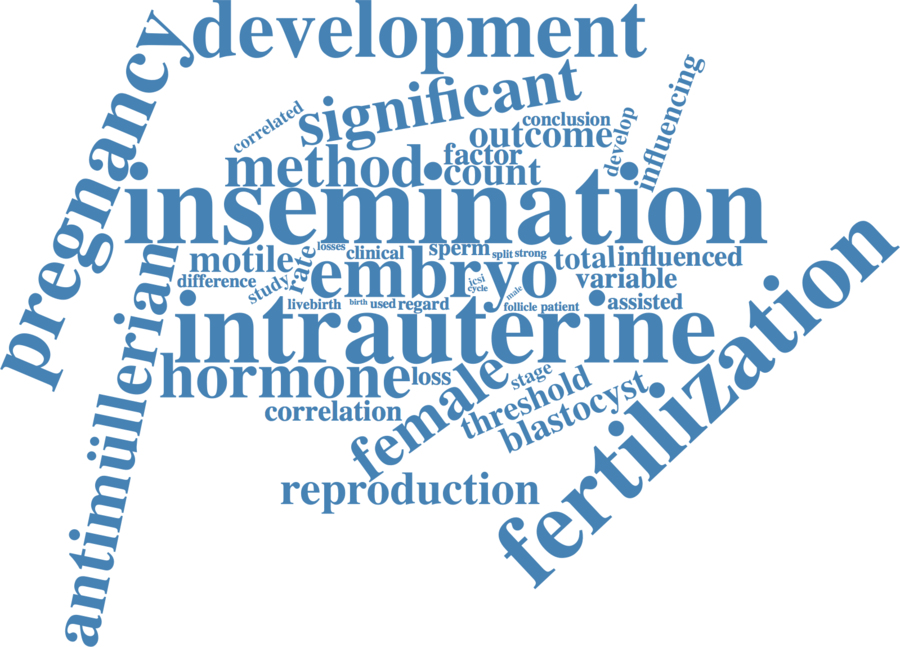 development
pregnancy
significant
correlated
conclusion
outcome
develop
influencing
method
factor
count
insemination
motile
losses
clinical
sperm
split
strong
total
influenced
rate
embryo
difference
study
icsi
cycle
variable
livebirth
birth
used
regard
male
follicle
patient
assisted
antimüllerian
intrauterine
hormone
loss
female
stage
threshold
blastocyst
correlation
fertilization
reproduction